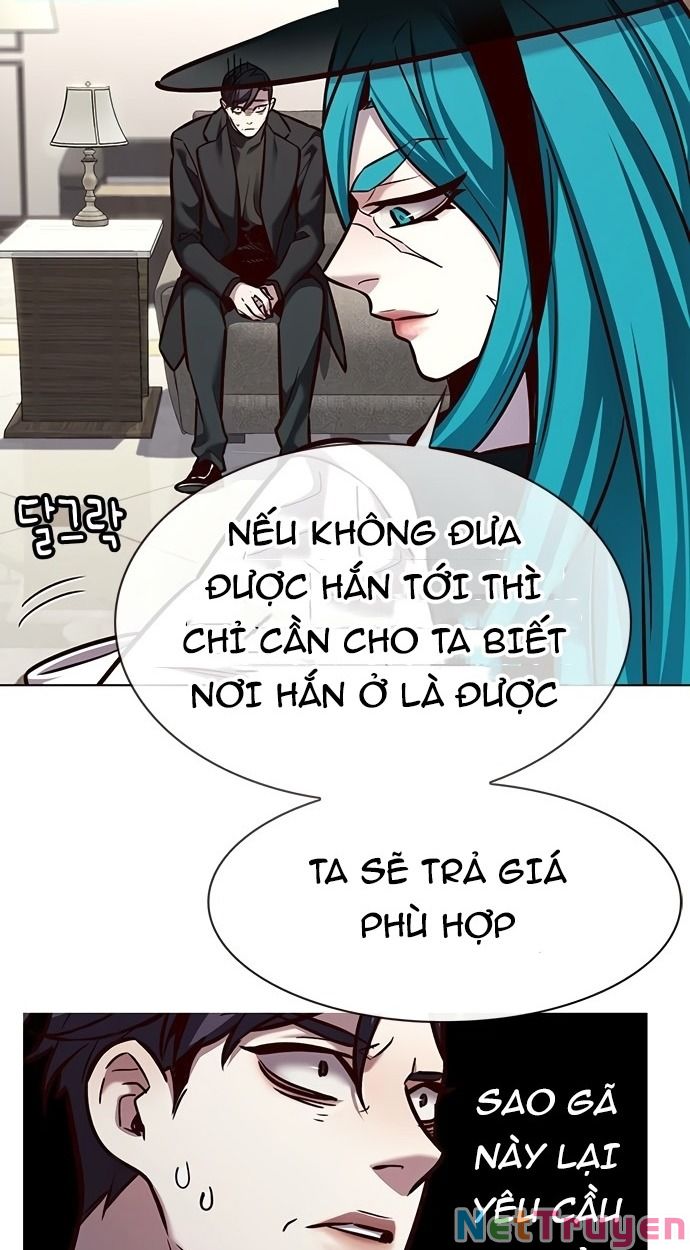 달그락
NẾU KHÔNG ĐƯA
ĐƯỢC HẮN TỚI THÌ
CHỈ CẦN CHO TA BIẾT
NƠI HẮN Ở LÀ ĐƯỢC
TA SẼ TRẢ GIÁ
PHÙ HỢP
SAO GÃ
NÀY LẠI
YÊU CẦU
NetTruyen